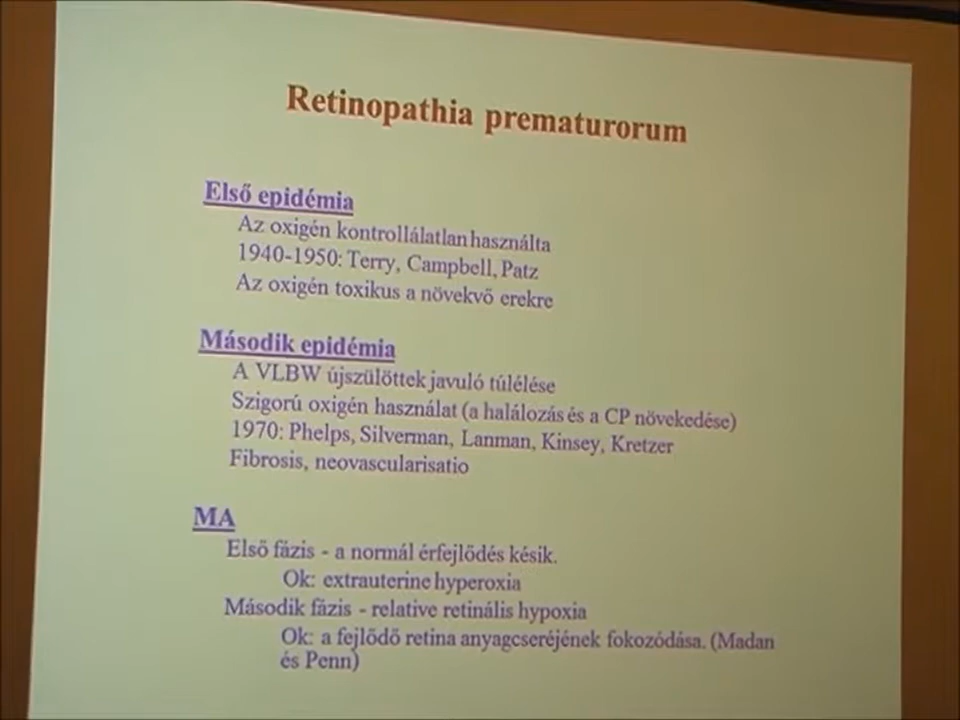 Retinopathia prematurorum
Első epidémia
Az oxigén kontrollálatlan használta
1940-1950: Terry, Campbell, Patz
Az oxigén toxikus a növekvő erekre
Második epidémia
A VLBW újszülöttek javuló túlélése
Szigorú oxigén használat (a halálozás és a CP növekedése)
1970: Phelps, Silverman, Lanman, Kinsey, Kretzer
Fibrosis, neovascularisatio
MA
Első fázis - a normál érfejlődés késik.
Ok: extrauterine hyperoxia
Második fázis - relative retinális hypoxia
Ok: a fejlődő retina anyagcseréjének fokozódása. (Madan
és Penn)